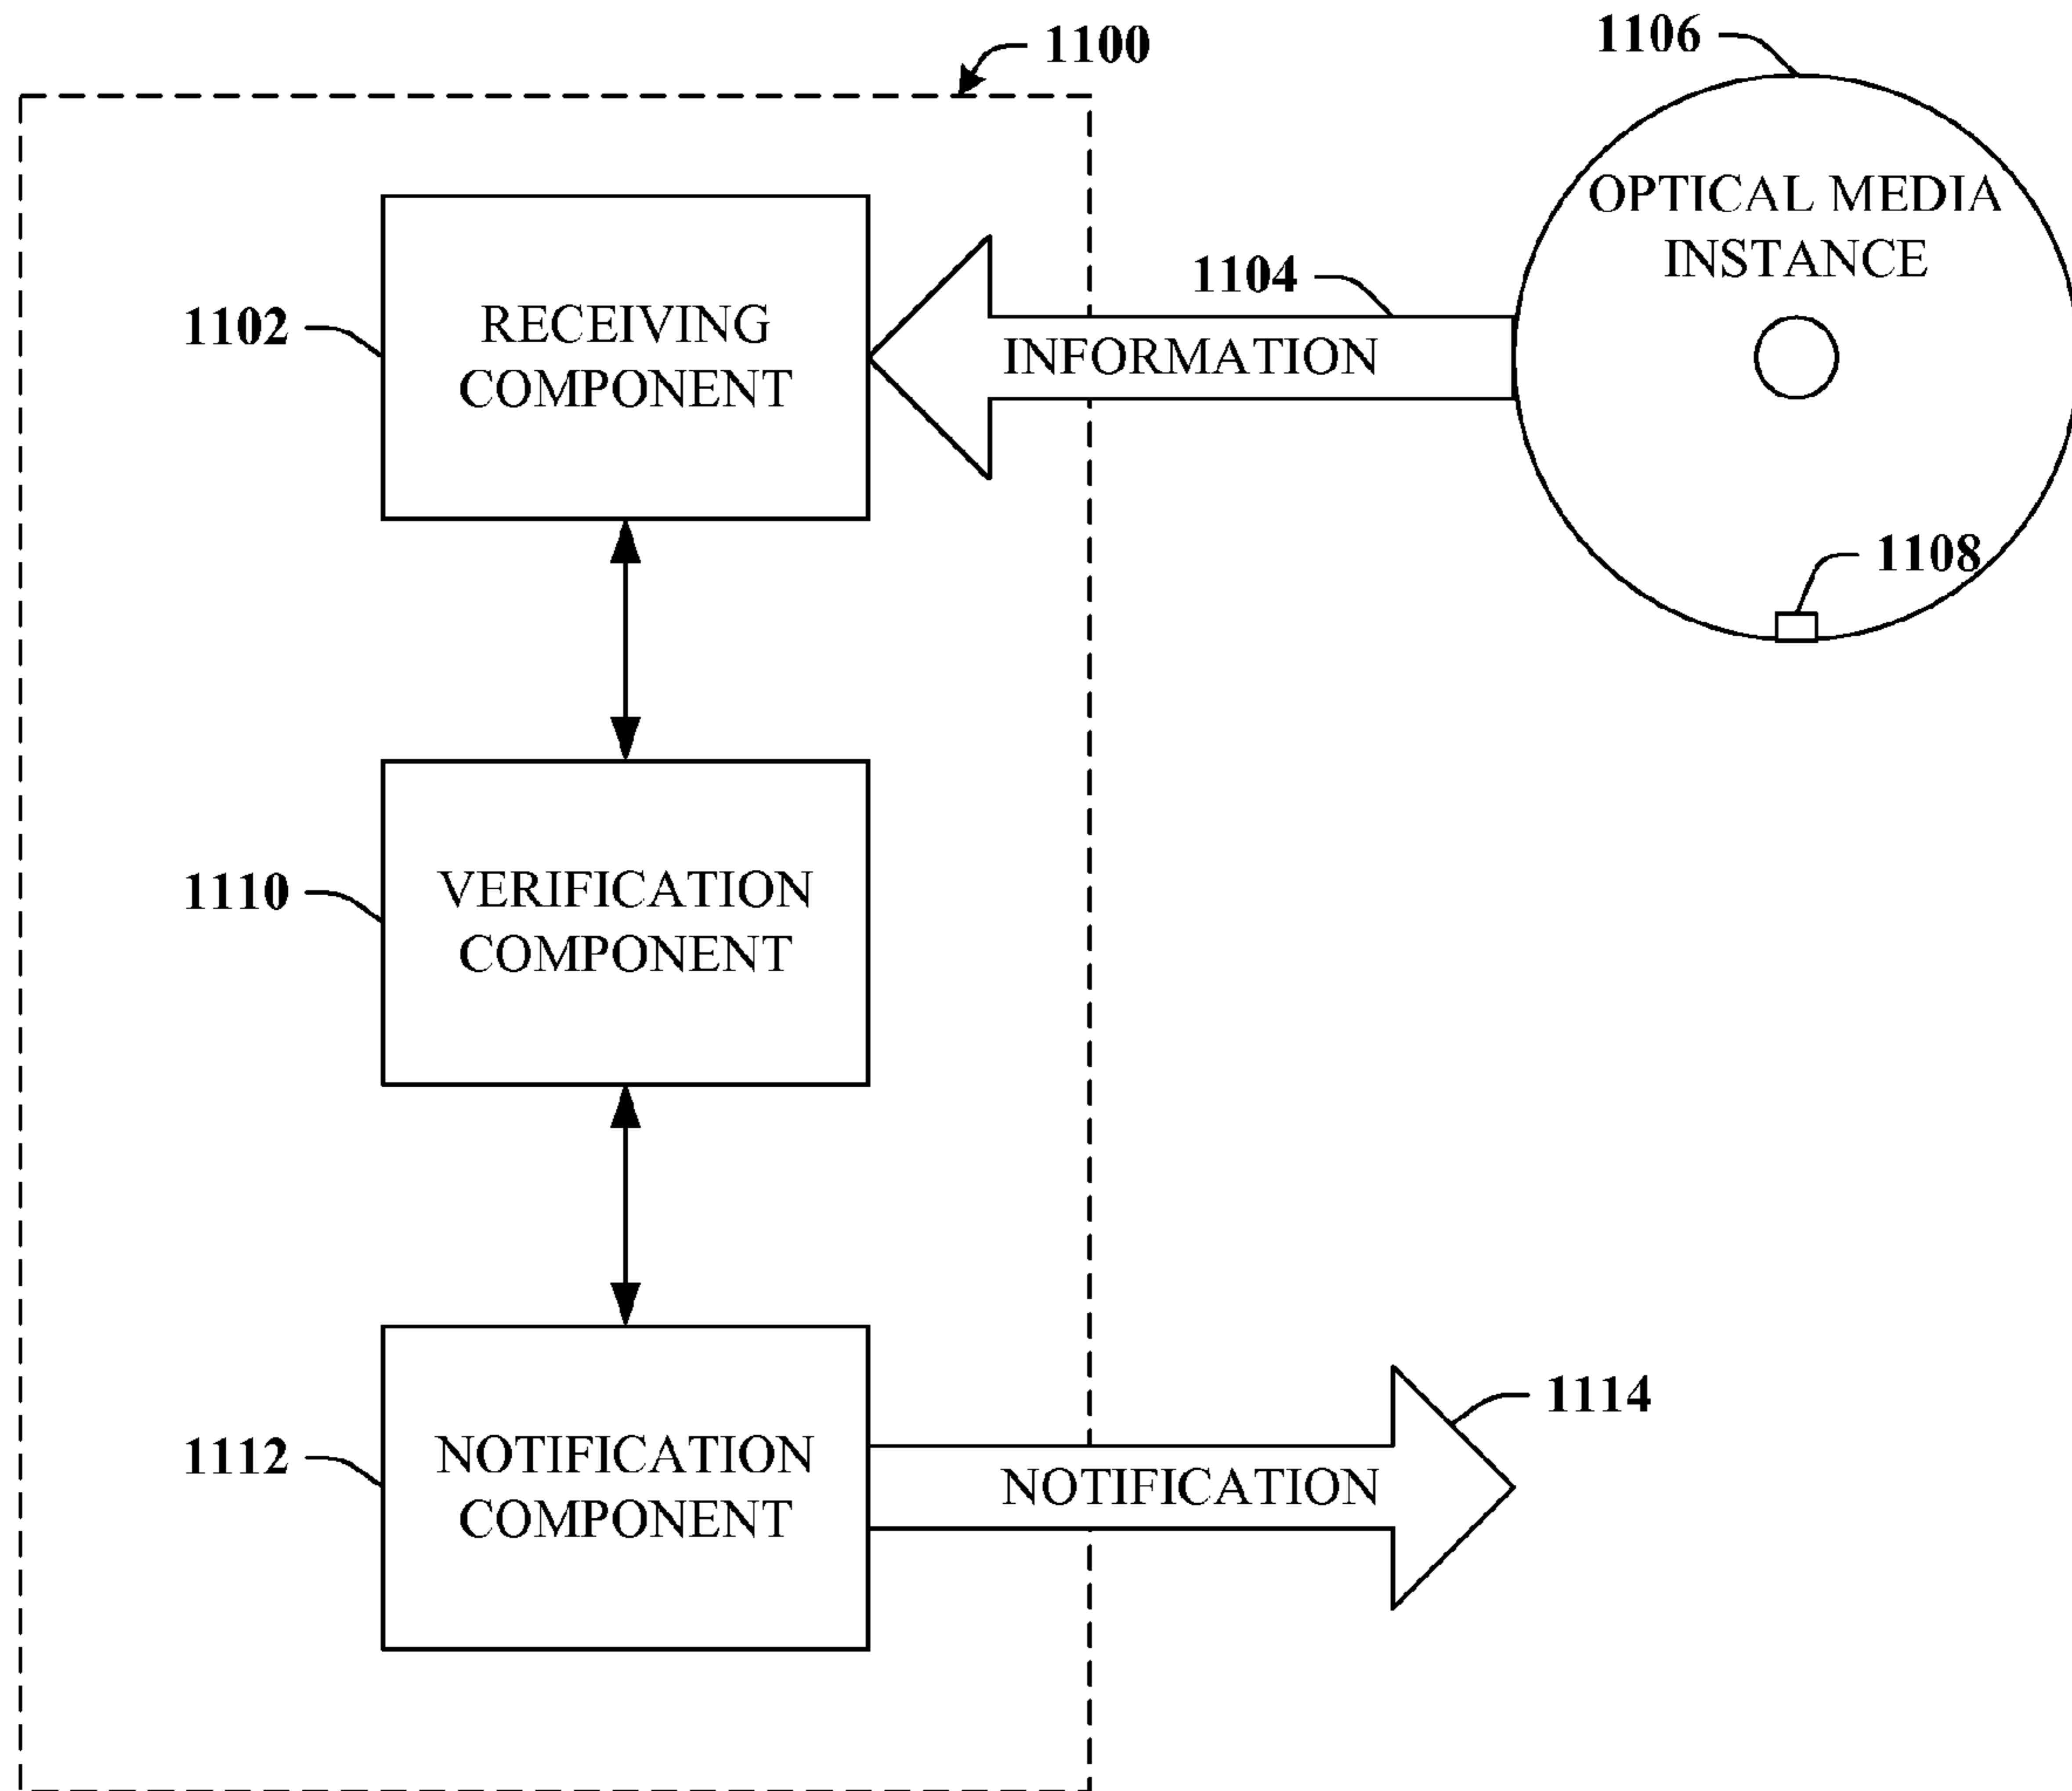 1100
1106
OPTICAL MEDIA
INSTANCE
1104
INFORMATION
1102
RECEIVING
COMPONENT
1108
1110
VERIFICATION
COMPONENT
1112
NOTIFICATION
COMPONENT
NOTIFICATION
1114